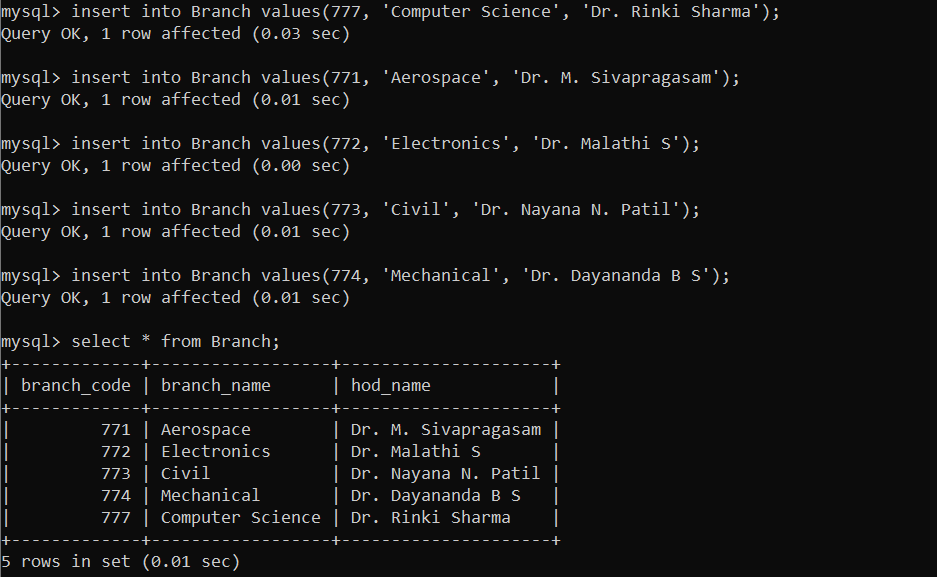 mysql> insert into Branch values(777, 'Computer Science', 'Dr. Rinki Sharma');
Query OK, 1 row affected (0.03 sec)
mysql> insert into Branch values(771, 'Aerospace', 'Dr. M. Sivapragasam');
Query OK, 1 row affected (0.01 sec)
mysql> insert into Branch values(772, 'Electronics', 'Dr. Malathi S');
Query OK, 1 row affected (0.00 sec)
mysql> insert into Branch values(773, 'Civil', 'Dr. Nayana N. Patil');
Query OK, 1 row affected (0.01 sec)
mysql> insert into Branch values(774, 'Mechanical', 'Dr. Dayananda B S');
Query OK, 1 row affected (0.01 sec)
mysql> select * from Branch;
+-------------+------------------+---------------------+
| branch_code | branch_name      | hod_name            |
+-------------+------------------+---------------------+
|         771 | Aerospace        | Dr. M. Sivapragasam |
|         772 | Electronics      | Dr. Malathi S       |
|         773 | Civil            | Dr. Nayana N. Patil |
|         774 | Mechanical       | Dr. Dayananda B S   |
|         777 | Computer Science | Dr. Rinki Sharma    |
+-------------+------------------+---------------------+
5 rows in set (0.01 sec)